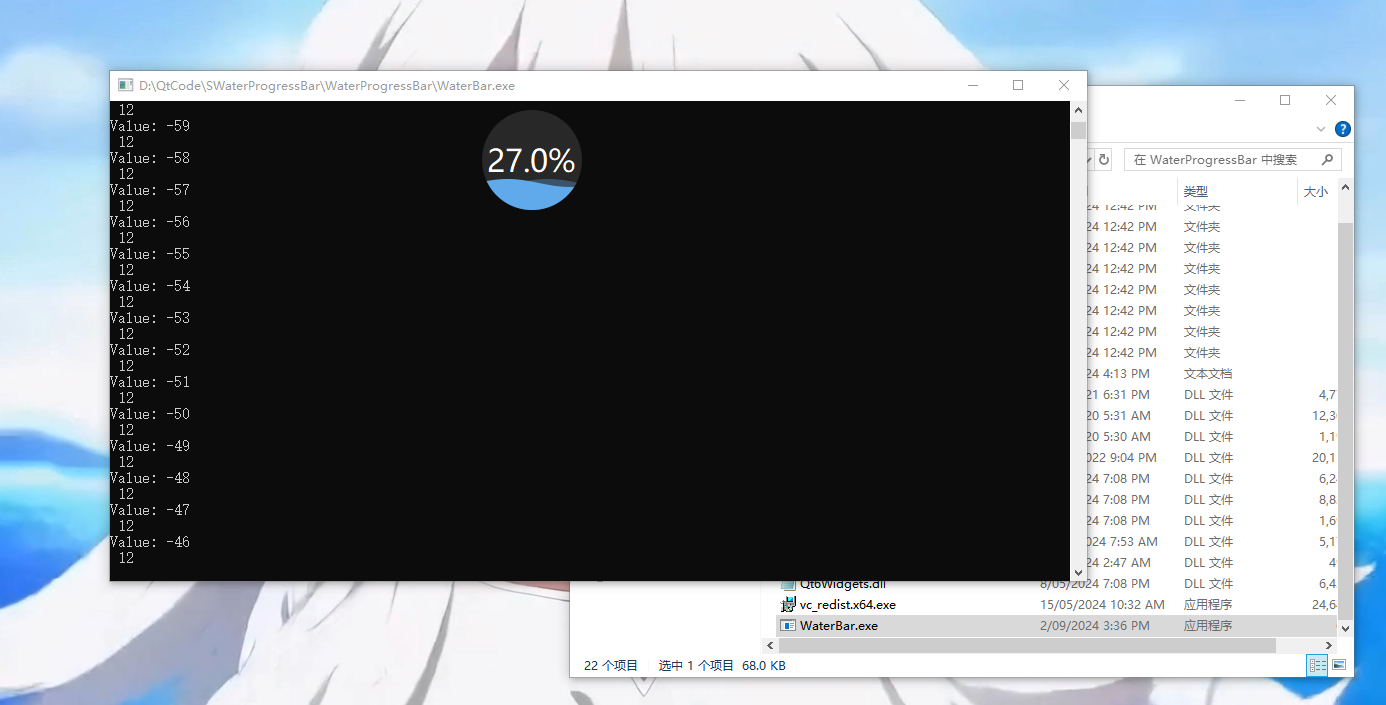 D:\QtCode\SWaterProgressBar\WaterProgressBar\WaterBar.exe
12
Value: -59
12
Value: -58
12
Value: -57
12
Value: -56
12
Value: -55
12
Value: -54
12
Value: -53
12
Value: -52
12
Value: -51
12
Value: -50
12
Value: -49
12
Value: -48
12
Value: -47
12
Value: -46
12
27.0%
在 WaterProgressBar 中搜索
类型 大小
24 12:42 PM 文件夹
24 12:42 PM 文件夹
24 12:42 PM 文件夹
24 12:42 PM 文件夹
24 12:42 PM 文件夹
24 12:42 PM 文件夹
24 12:42 PM 文件夹
24 12:42 PM 文件夹
24 4:13 PM 文本文档
21 6:31 PM DLL 文件 4,7
20 5:31 AM DLL 文件 12,3
20 5:30 AM DLL 文件 1,1
022 9:04 PM DLL 文件 20,1
24 7:08 PM DLL 文件 6,2
24 7:08 PM DLL 文件 8,8
24 7:08 PM DLL 文件 1,6
024 7:53 AM DLL 文件 5,1
24 2:47 AM DLL 文件 4
Qt6Widgets.dll 8/05/2024 7:08 PM DLL 文件 6,4
vc_redist.x64.exe 15/05/2024 10:32 AM 应用程序 24,6
WaterBar.exe 2/09/2024 3:36 PM 应用程序
22 个项目 选中 1 个项目 68.0 KB